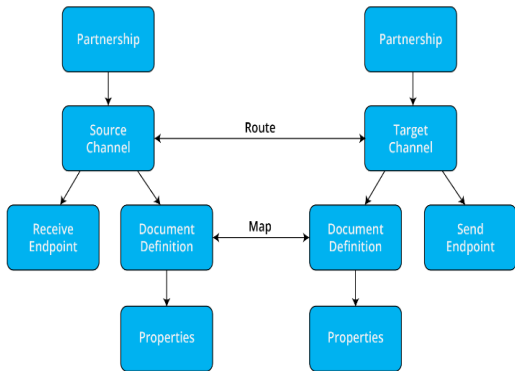 Partnership
Partnership
Source
Channel
Route
Target
Channel
Receive
Endpoint
Document
Definition
Map
Document
Definition
Send
Endpoint
Properties
Properties